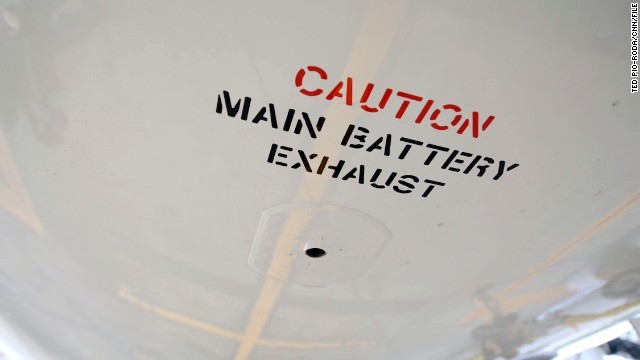 CAUTION
MAIN BATTERY
EXHAUST
TED PIO-RODA/CNN/FILE